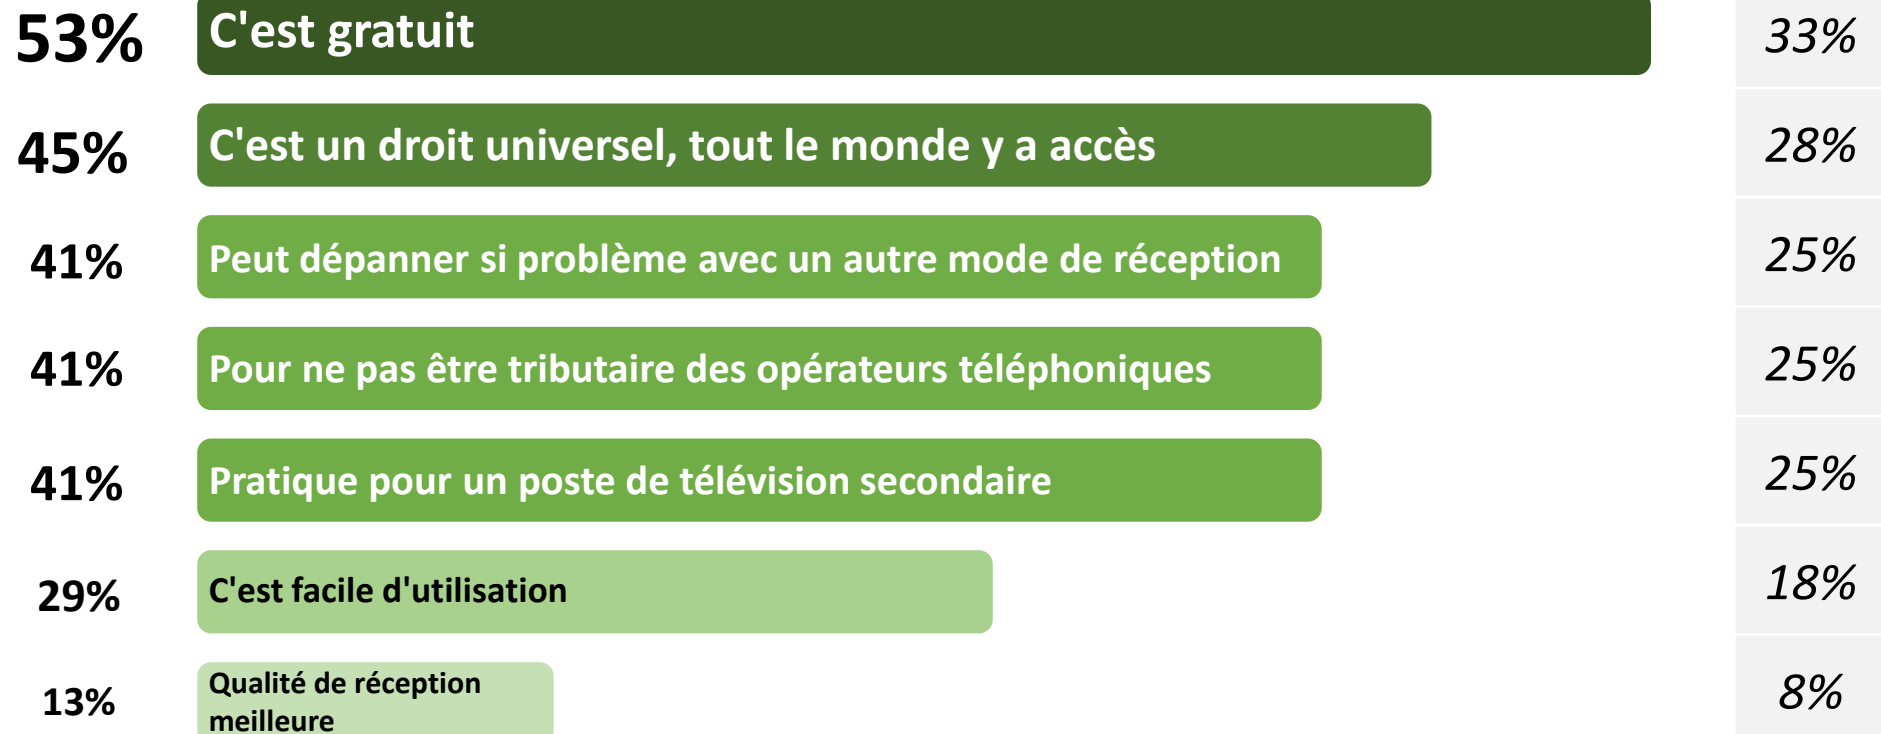 53% C'est gratuit 33%
45% C'est un droit universel, tout le monde y a accès 28%
41% Peut dépanner si problème avec un autre mode de réception 25%
41% Pour ne pas être tributaire des opérateurs téléphoniques 25%
41% Pratique pour un poste de télévision secondaire 25%
29% C'est facile d'utilisation 18%
13% Qualité de réception 8%
meilleure